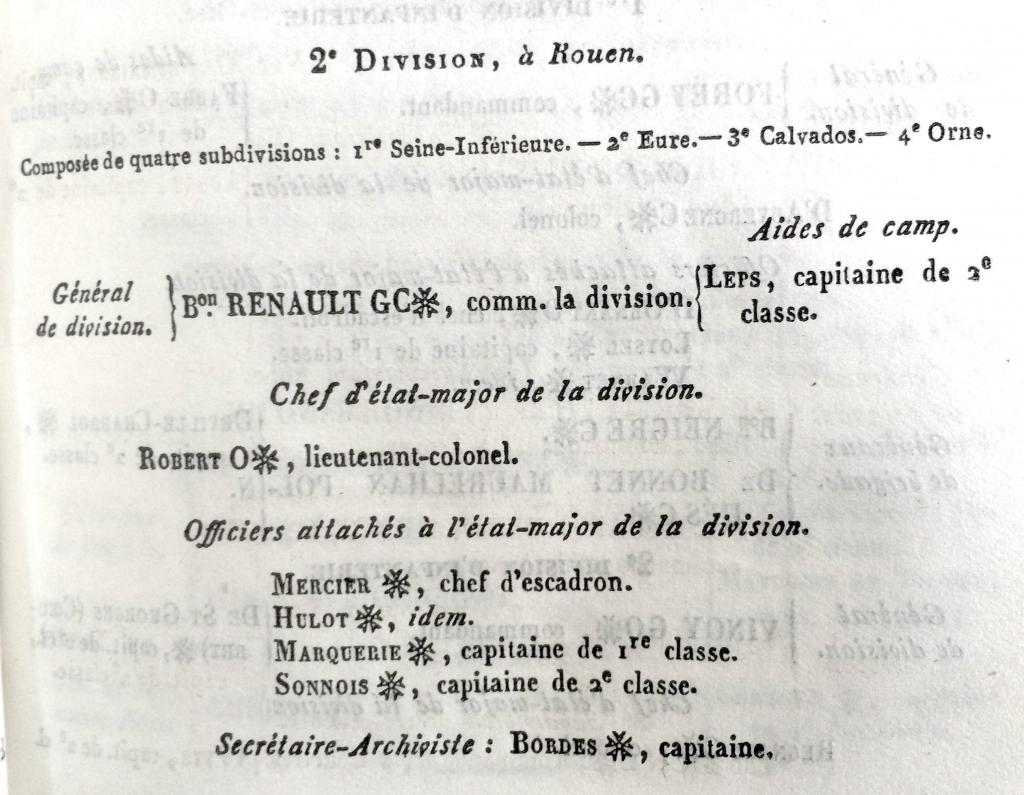 2e Division, à Rouen.
Composée de quatre subdivisions : 1re Seine-Inférieure. — 2e Eure. — 3e Calvados. — 4e Orne.
Aides de camp.
Général de division. } Bon RENAULT GC✻, comm. la division. { Leps, capitaine de 2e classe.
Chef d'état-major de la division.
Robert O✻, lieutenant-colonel.
Officiers attachés à l'état-major de la division.
Mercier ✻, chef d'escadron.
Hulot ✻, idem.
Marquerie ✻, capitaine de 1re classe.
Sonnois ✻, capitaine de 2e classe.
Secrétaire-Archiviste : Bordes ✻, capitaine.